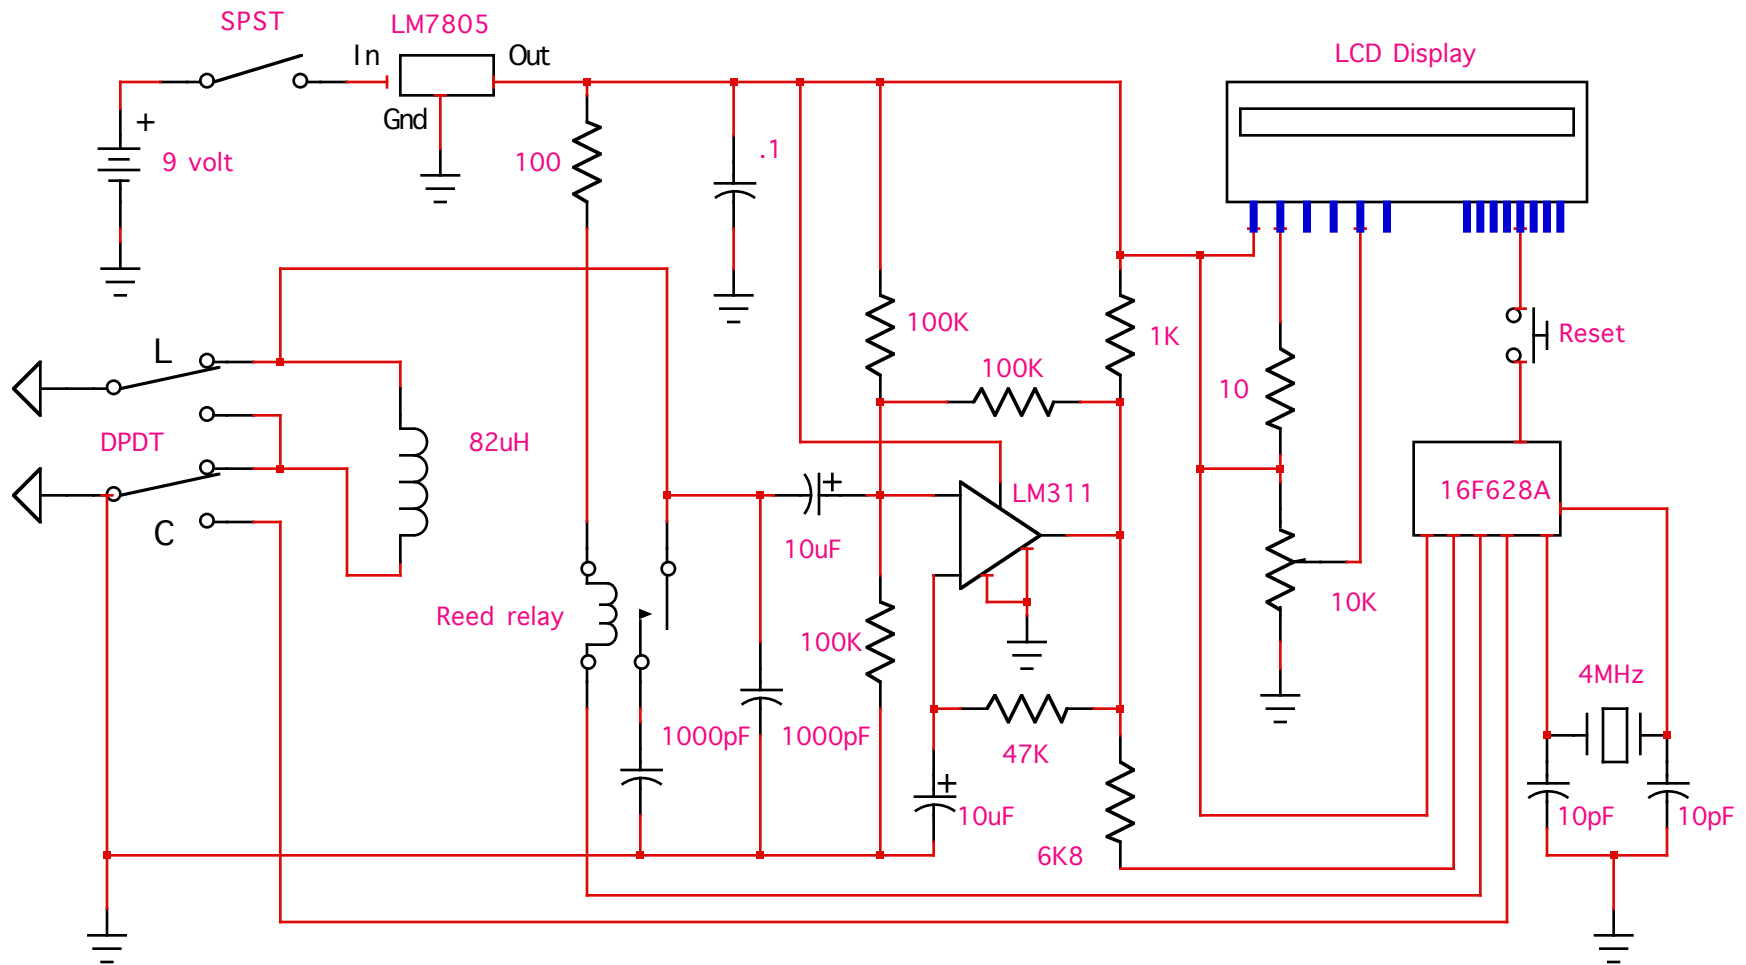 SPST
LM7805
In
Out
LCD Display
Gnd
+
9 volt
100
.1
100K
1K
Reset
L
100K
10
DPDT
82uH
+
LM311
16F628A
C
10uF
Reed relay
10K
100K
4MHz
1000pF
1000pF
47K
+
10uF
10pF
10pF
6K8